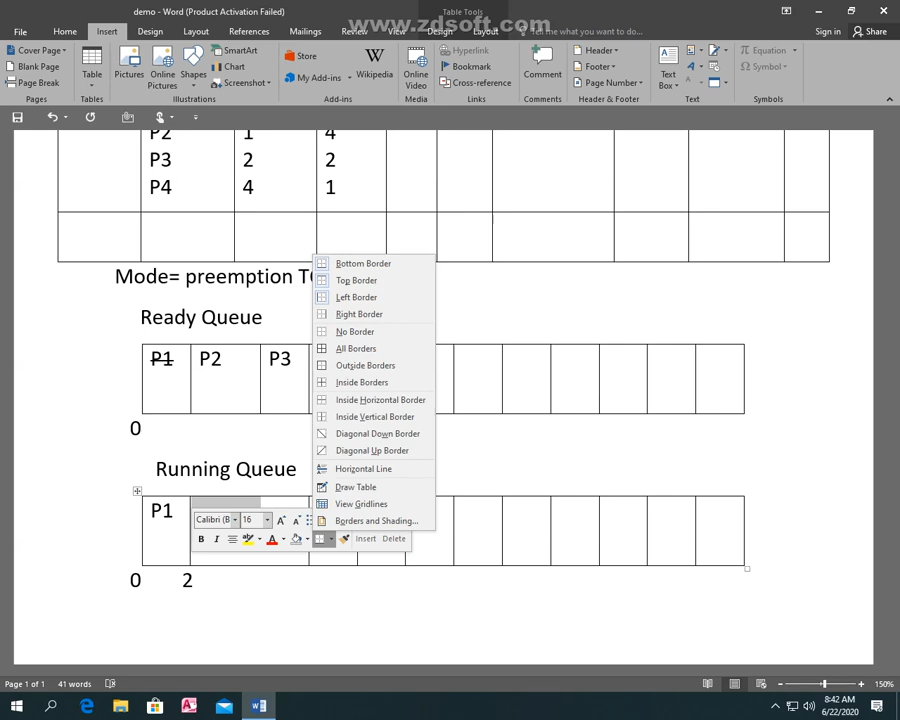 demo - Word (Product Activation Failed)
Table Tools
www.zdsoft.com
File Home Insert Design Layout References Mailings Review View Design Layout Tell me what you want to do... Sign in Share
Cover Page
Blank Page
Page Break
Pages
Table
Tables
Pictures
Online Pictures
Shapes
SmartArt
Chart
Screenshot
Illustrations
Store
My Add-ins
Wikipedia
Add-ins
Online Video
Media
Hyperlink
Bookmark
Cross-reference
Links
Comment
Comments
Header
Footer
Page Number
Header & Footer
Text Box
Text
Equation
Symbol
Symbols
P2 1 4
P3 2 2
P4 4 1
Mode= preemption
Ready Queue
P1 P2 P3
0
Running Queue
P1
0 2
Bottom Border
Top Border
Left Border
Right Border
No Border
All Borders
Outside Borders
Inside Borders
Inside Horizontal Border
Inside Vertical Border
Diagonal Down Border
Diagonal Up Border
Horizontal Line
Draw Table
View Gridlines
Borders and Shading...
Calibri (B 16
B I A Insert Delete
Page 1 of 1 41 words 150%
8:42 AM
6/22/2020